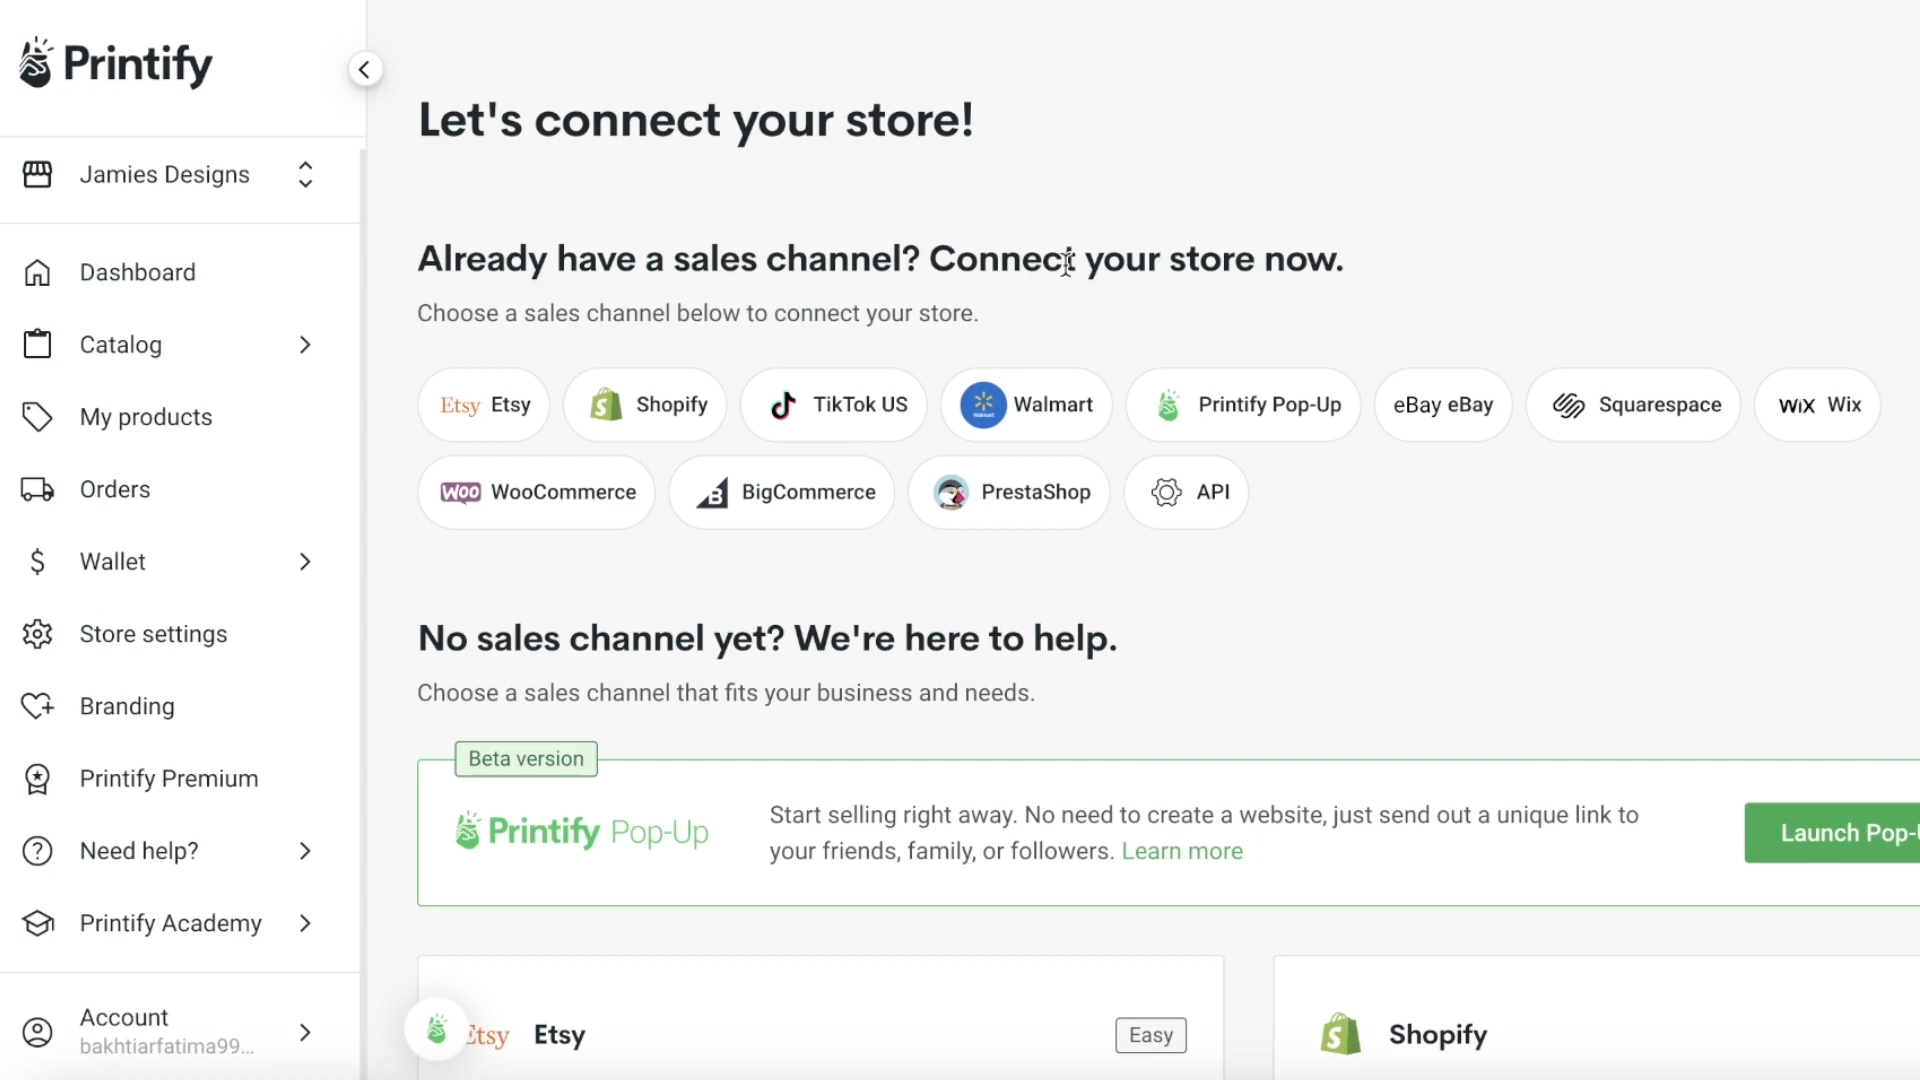 Printify
Jamies Designs
Dashboard
Catalog
My products
Orders
Wallet
Store settings
Branding
Printify Premium
Need help?
Printify Academy
Account
bakhtiarfatima99...
Let's connect your store!
Already have a sales channel? Connect your store now.
Choose a sales channel below to connect your store.
Etsy Etsy Shopify TikTok US Walmart Walmart Printify Pop-Up eBay eBay Squarespace WiX Wix
WOO WooCommerce B BigCommerce PrestaShop API
No sales channel yet? We're here to help.
Choose a sales channel that fits your business and needs.
Beta version
Printify Pop-Up
Start selling right away. No need to create a website, just send out a unique link to
your friends, family, or followers. Learn more
Launch Pop-U
Etsy Etsy Easy
Shopify